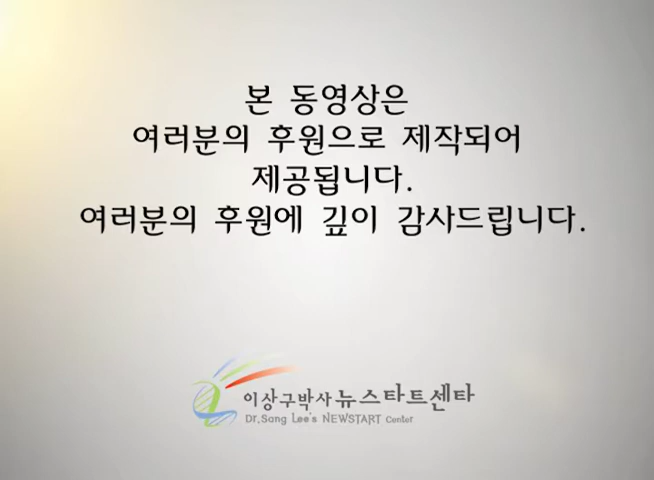 본 동영상은
여러분의 후원으로 제작되어
제공됩니다.
여러분의 후원에 깊이 감사드립니다.
이상구박사 뉴스타트센타
Dr.Sang Lee's NEWSTART Center